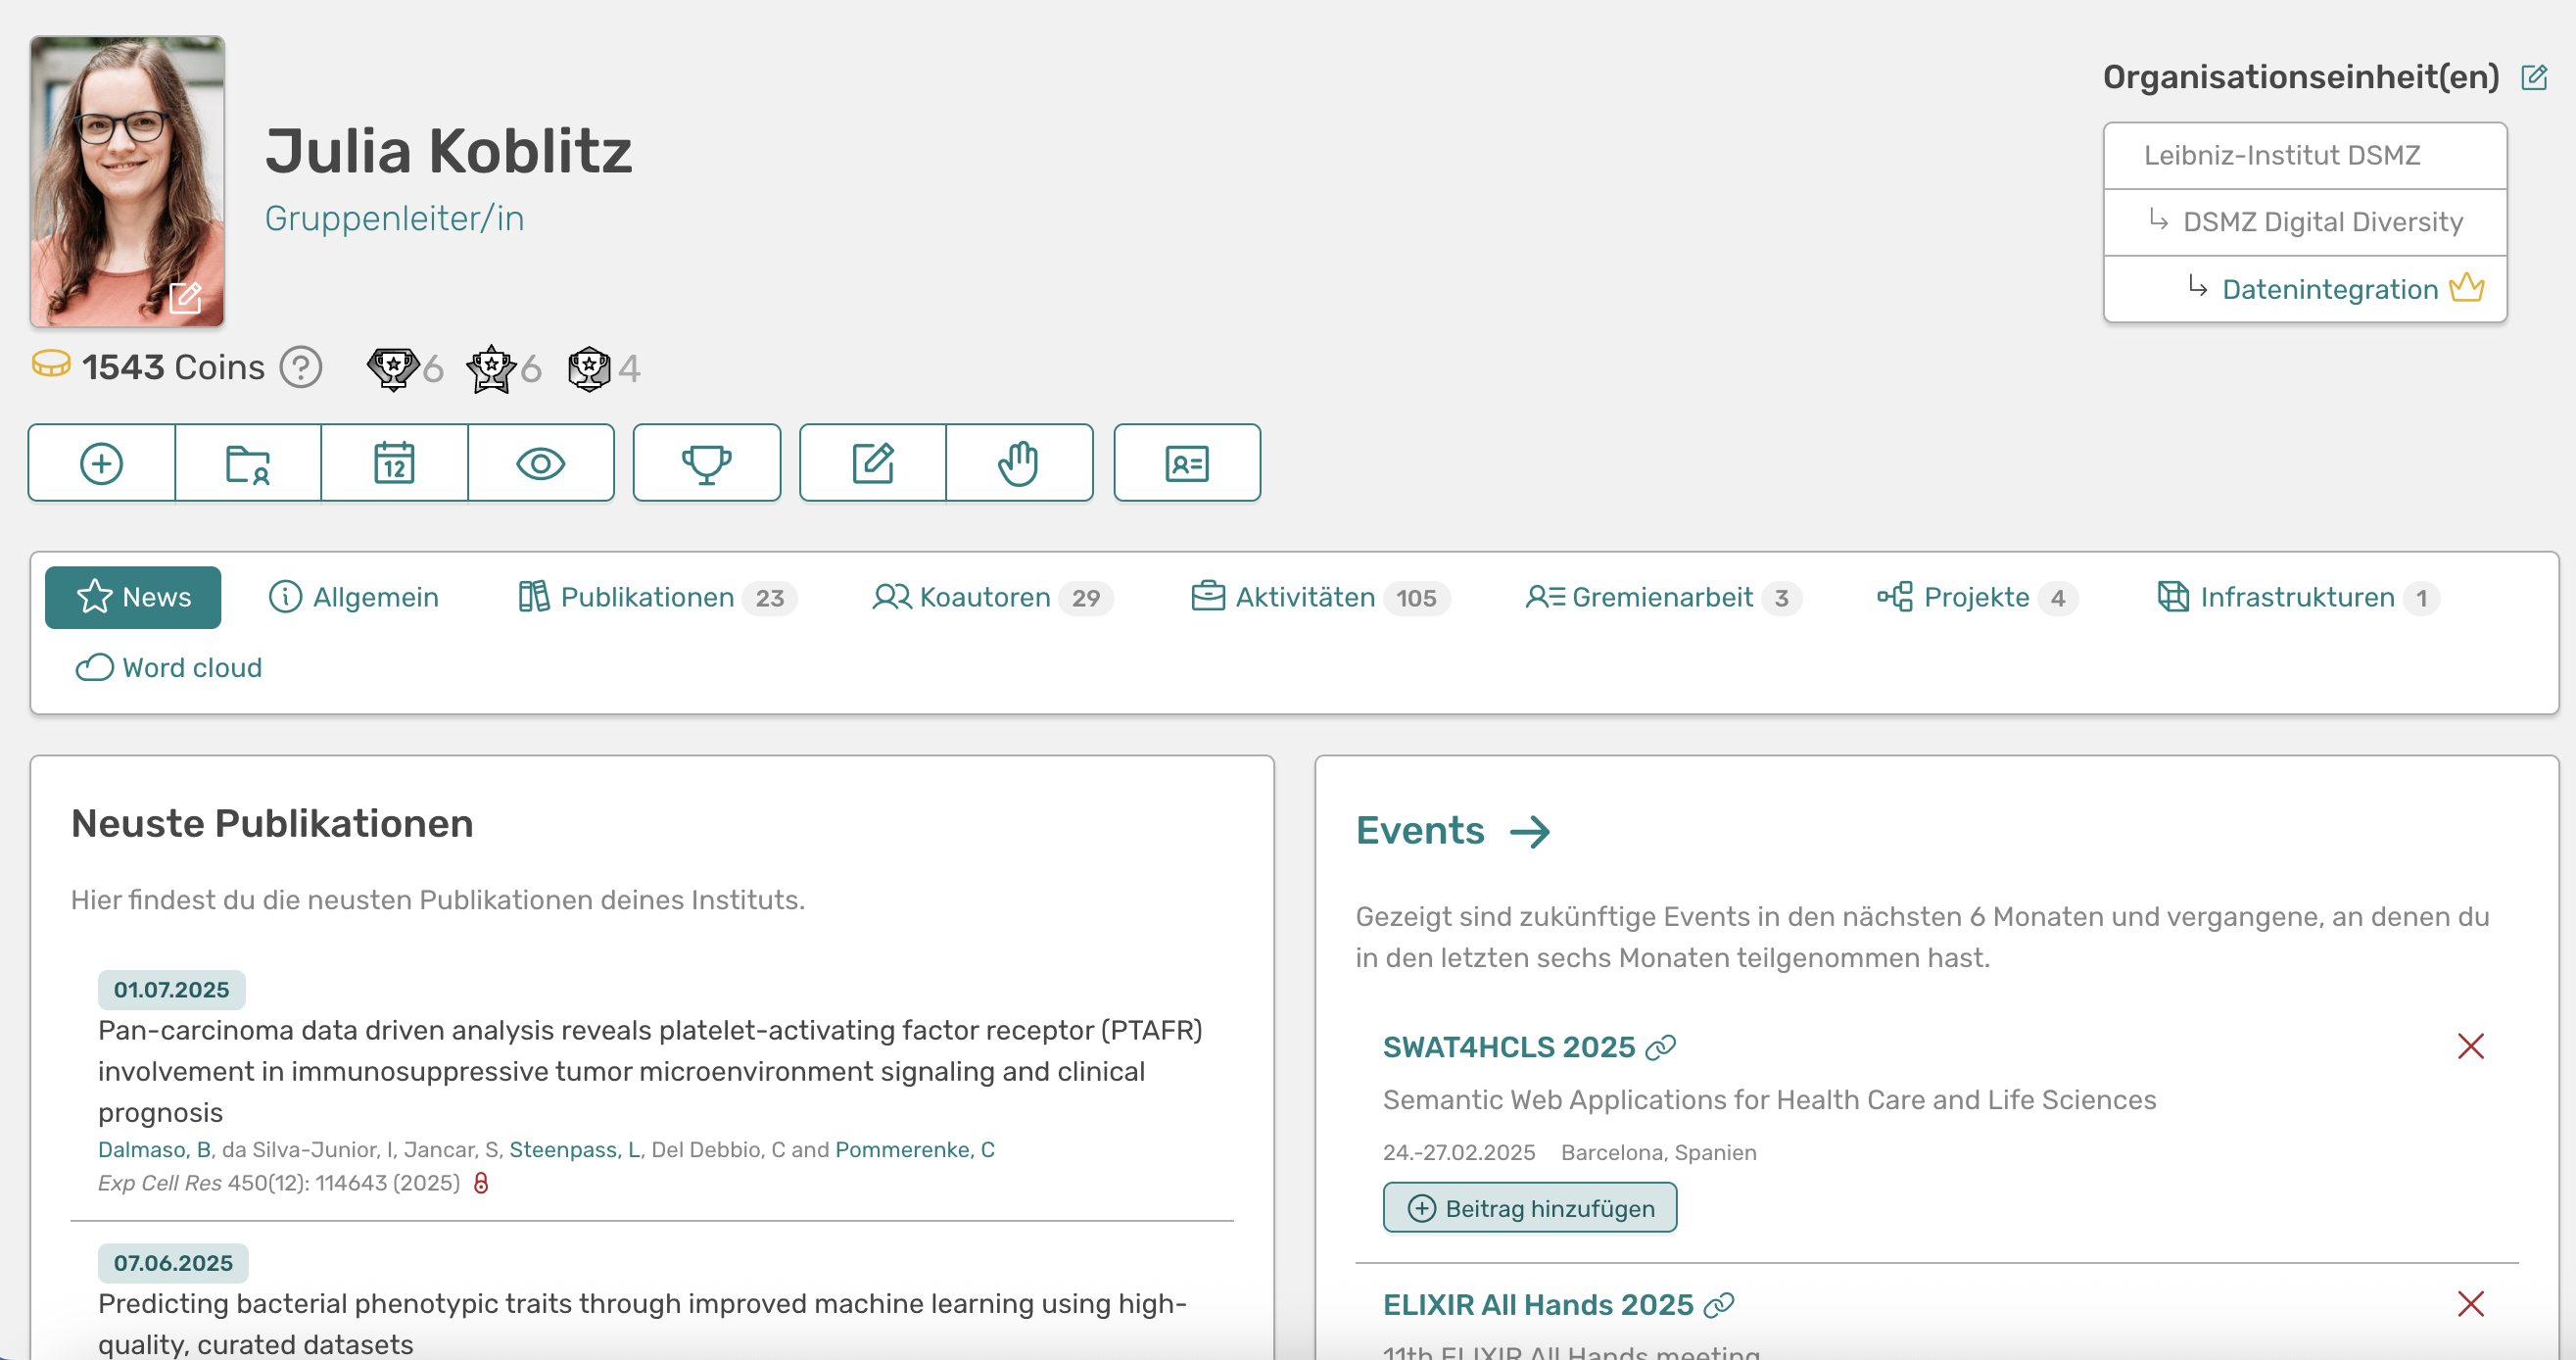 Julia Koblitz
Gruppenleiter/in
Organisationseinheit(en)
Leibniz-Institut DSMZ
DSMZ Digital Diversity
Datenintegration
1543 Coins ? 6 6 4
12
News
Allgemein
Publikationen 23
Koautoren 29
Aktivitäten 105
Gremienarbeit 3
Projekte 4
Infrastrukturen 1
Word cloud
Neuste Publikationen
Hier findest du die neusten Publikationen deines Instituts.
01.07.2025
Pan-carcinoma data driven analysis reveals platelet-activating factor receptor (PTAFR)
involvement in immunosuppressive tumor microenvironment signaling and clinical
prognosis
Dalmaso, B, da Silva-Junior, I, Jancar, S, Steenpass, L, Del Debbio, C and Pommerenke, C
Exp Cell Res 450(12): 114643 (2025)
07.06.2025
Predicting bacterial phenotypic traits through improved machine learning using high-
quality, curated datasets
Events
Gezeigt sind zukünftige Events in den nächsten 6 Monaten und vergangene, an denen du
in den letzten sechs Monaten teilgenommen hast.
SWAT4HCLS 2025
Semantic Web Applications for Health Care and Life Sciences
24.-27.02.2025 Barcelona, Spanien
Beitrag hinzufügen
ELIXIR All Hands 2025
11th ELIXIR All Hands meeting